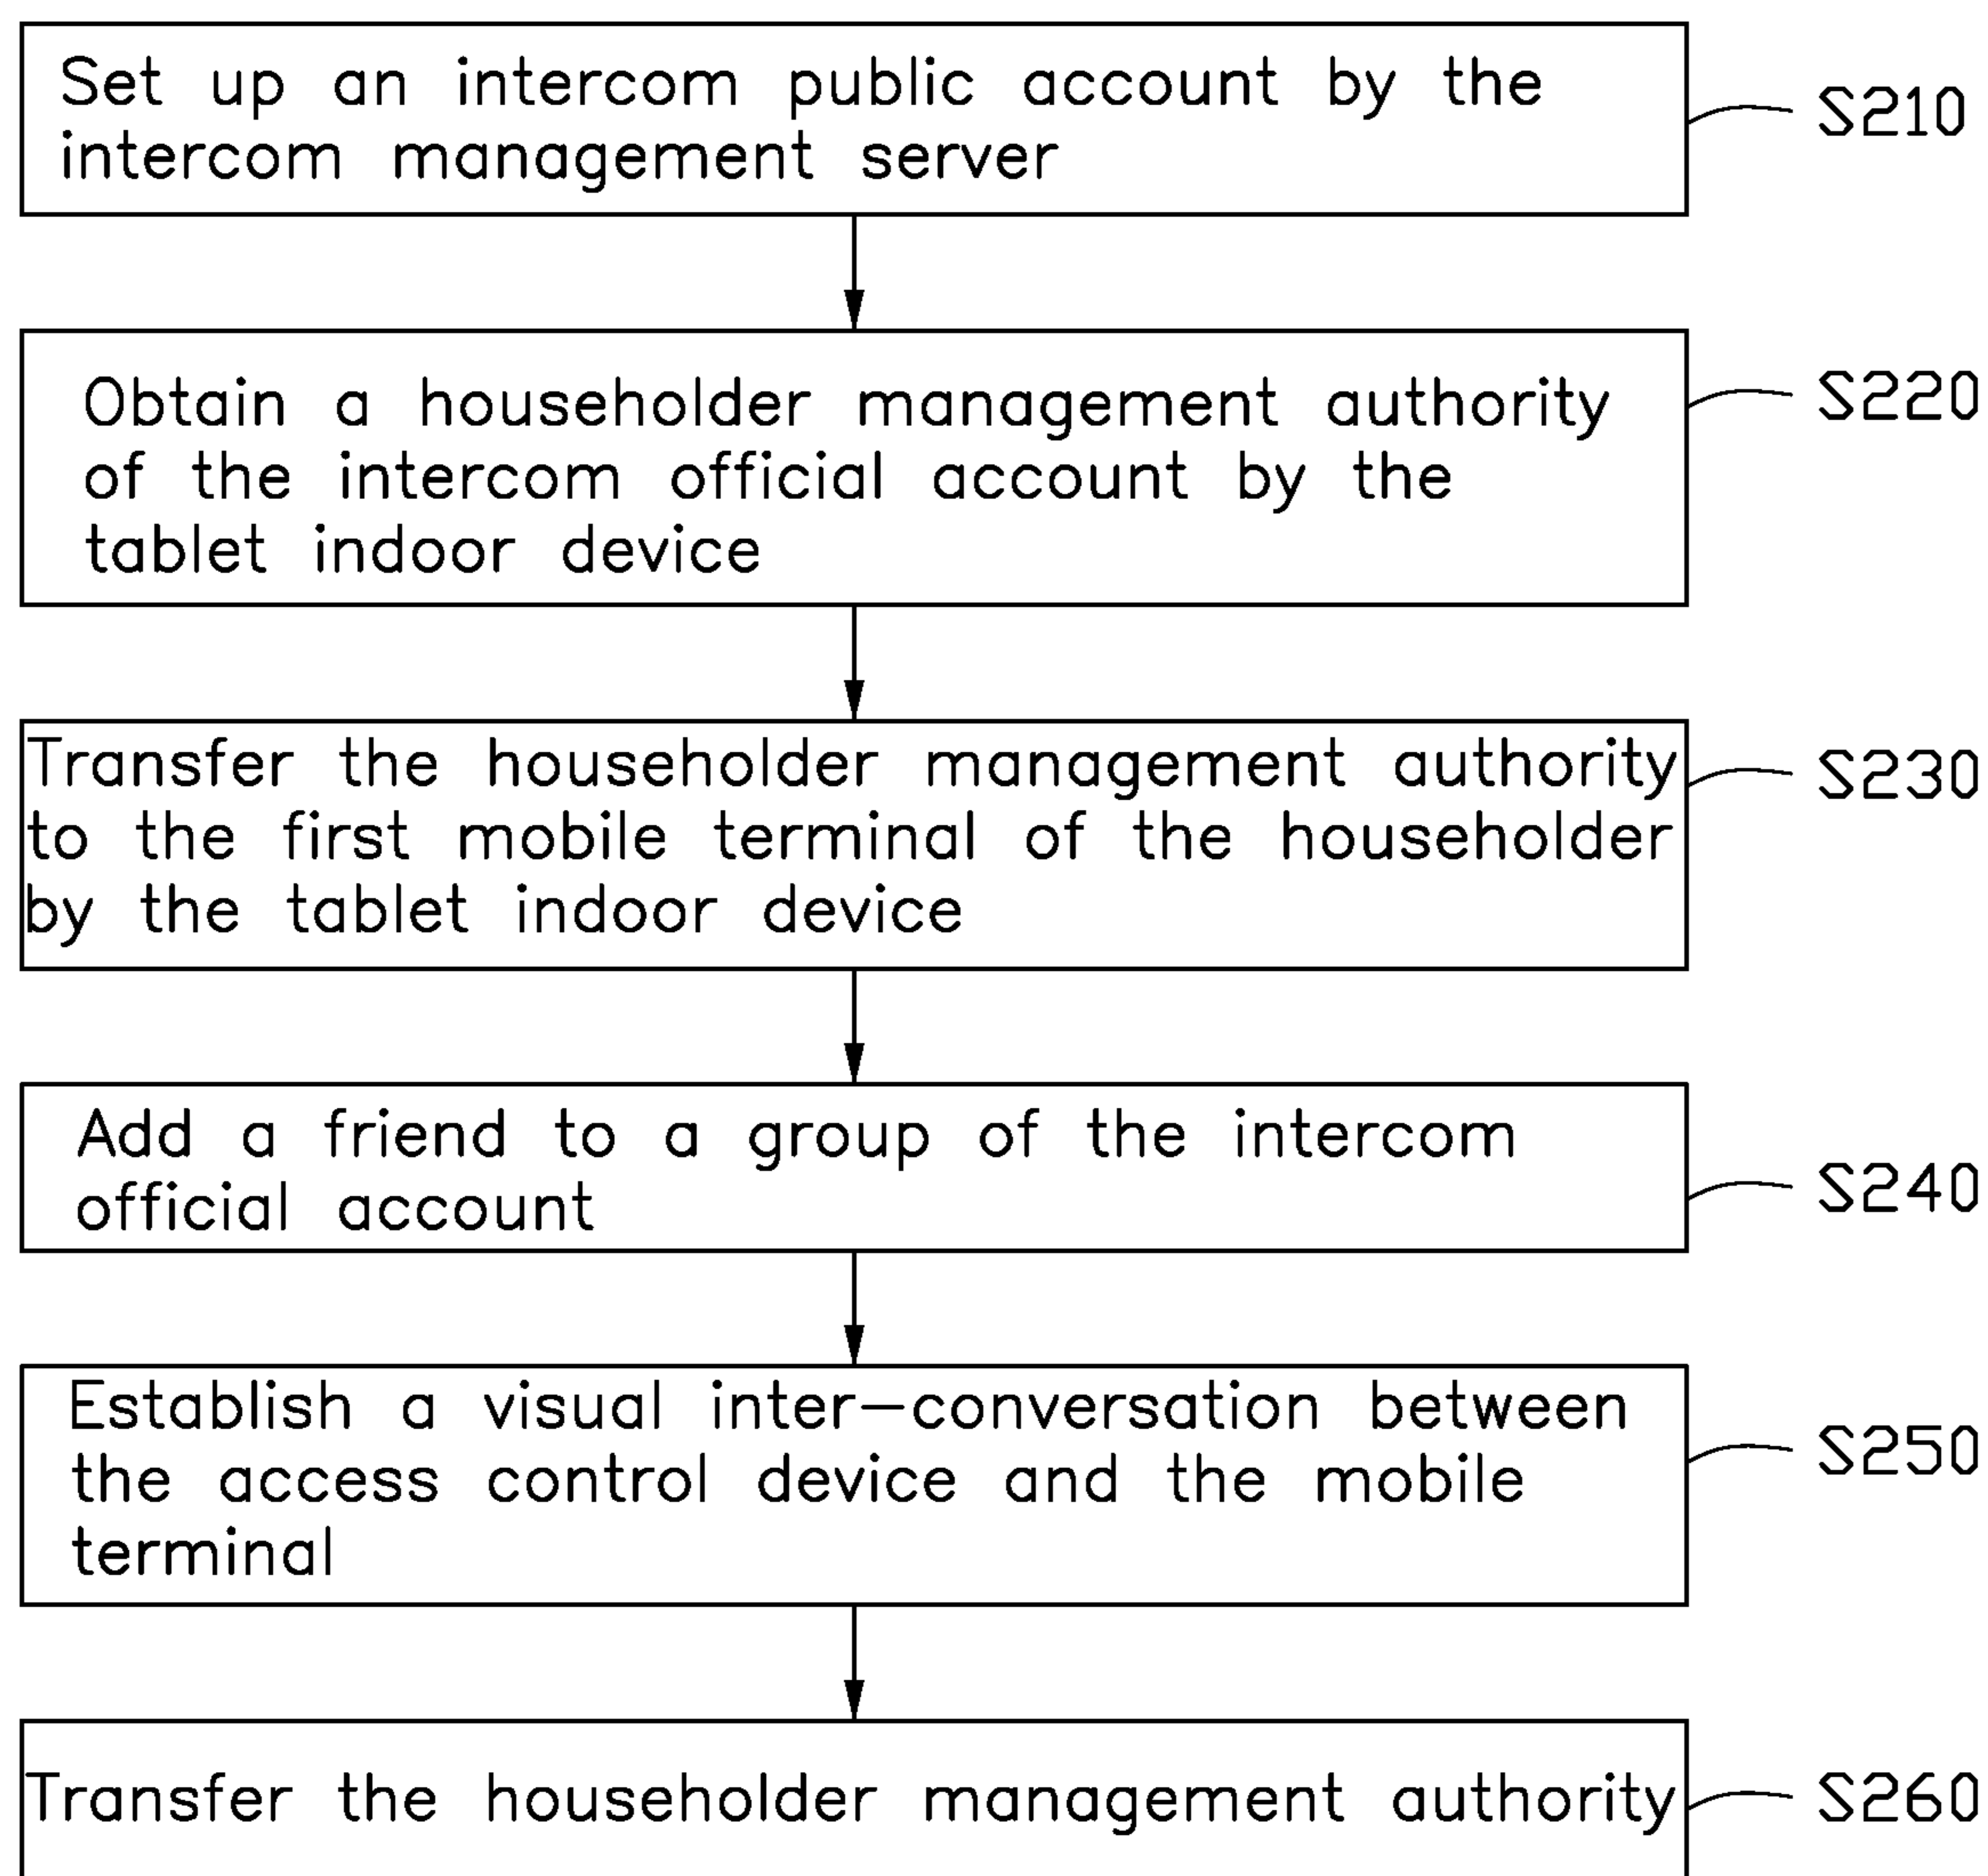 Set up an intercom public account by the
intercom management server
S210
Obtain a householder management authority
of the intercom official account by the
tablet indoor device
S220
Transfer the householder management authority
to the first mobile terminal of the householder
by the tablet indoor device
S230
Add a friend to a group of the intercom
official account
S240
Establish a visual inter-conversation between
the access control device and the mobile
terminal
S250
Transfer the householder management authority
S260